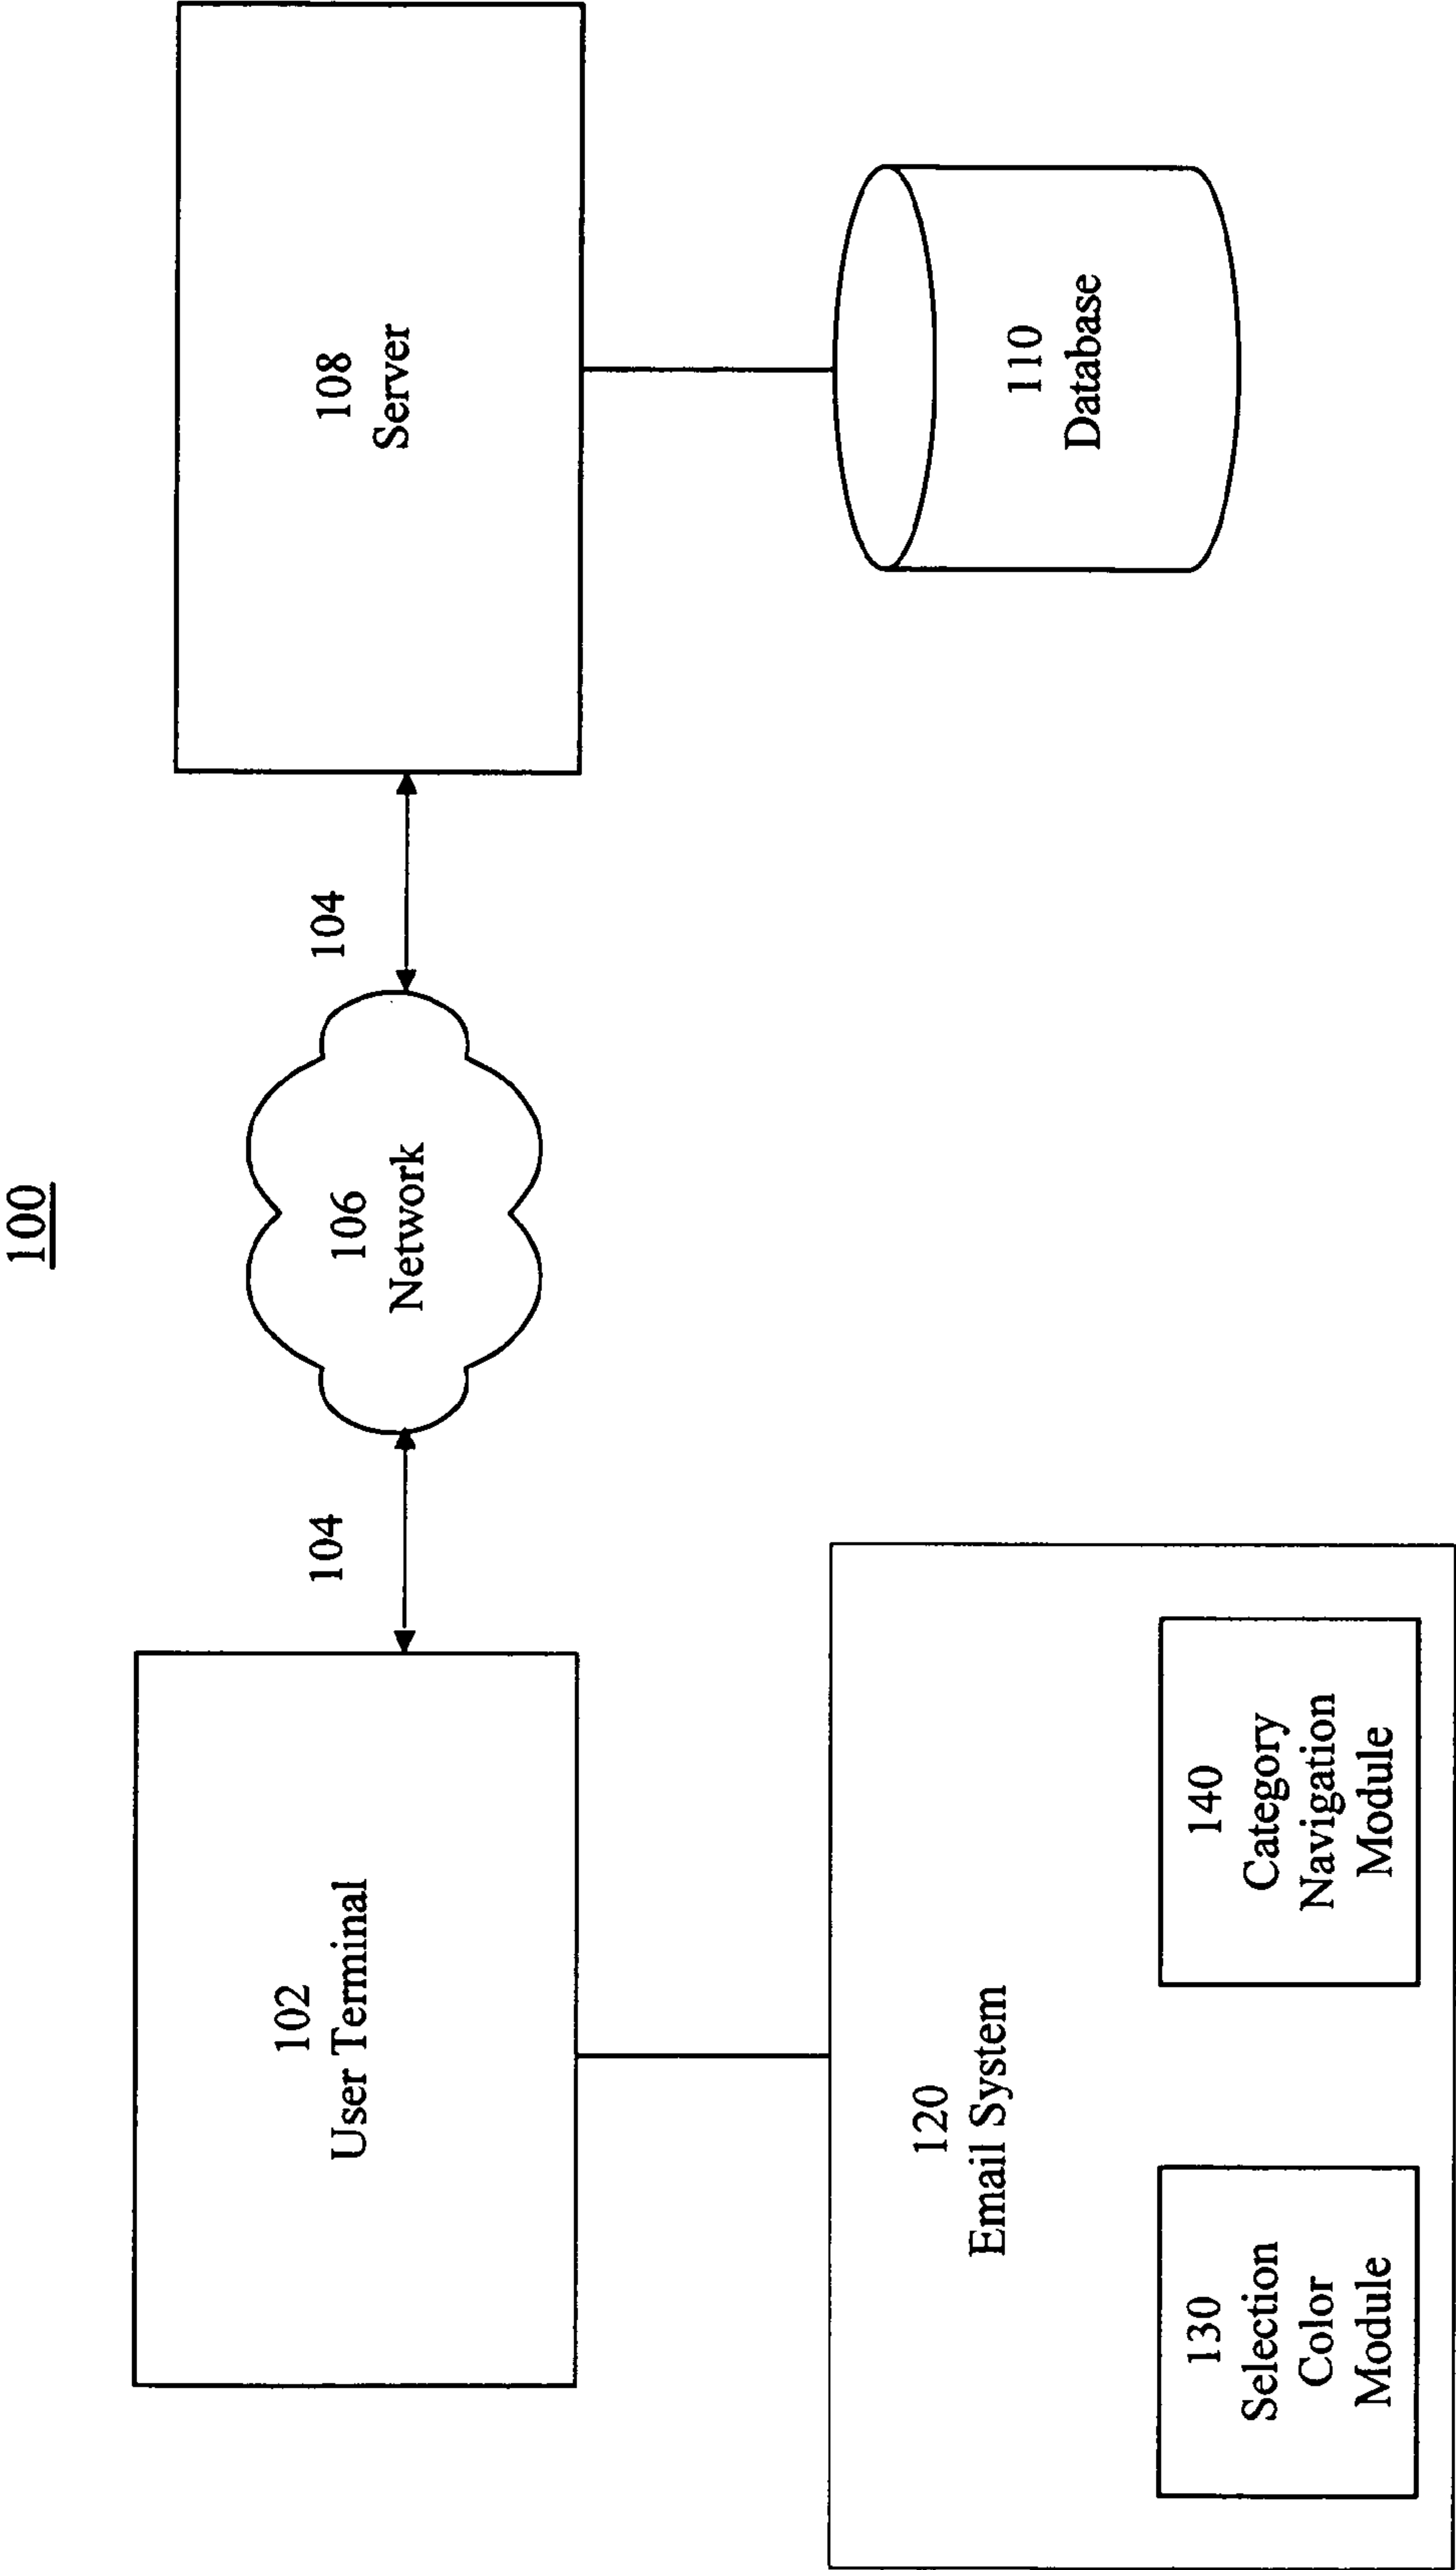 100
102
User Terminal
104
106
Network
104
108
Server
120
Email System
130
Selection
Color
Module
140
Category
Navigation
Module
110
Database